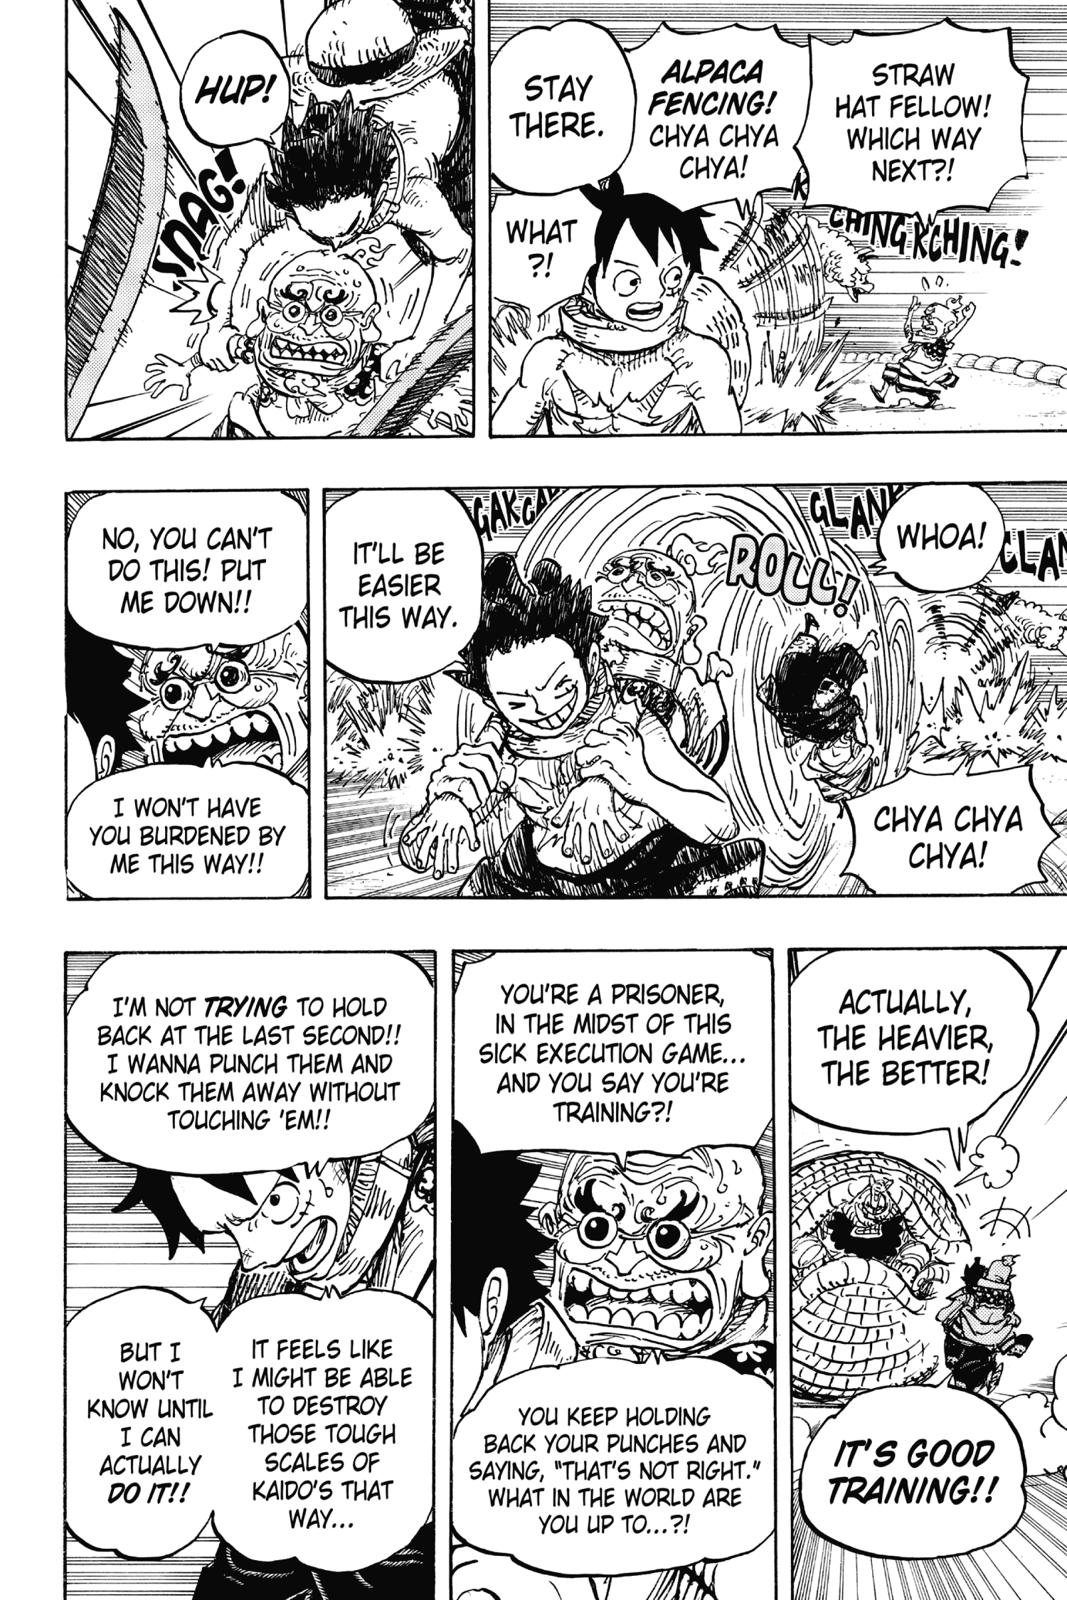 STRAW
HAT FELLOW!
WHICH WAY
NEXT?!
ALPACA
FENCING!
CHYA CHYA
CHYA!
STAY
THERE.
WHAT
?!
CHING KCHING!
HUP!
SNAG!
WHOA!
CHYA CHYA
CHYA!
ROLL!
IT'LL BE
EASIER
THIS WAY.
NO, YOU CAN'T
DO THIS! PUT
ME DOWN!!
I WON'T HAVE
YOU BURDENED BY
ME THIS WAY!!
ACTUALLY,
THE HEAVIER,
THE BETTER!
IT'S GOOD
TRAINING!!
YOU'RE A PRISONER,
IN THE MIDST OF THIS
SICK EXECUTION GAME...
AND YOU SAY YOU'RE
TRAINING?!
YOU KEEP HOLDING
BACK YOUR PUNCHES AND
SAYING, "THAT'S NOT RIGHT."
WHAT IN THE WORLD ARE
YOU UP TO...?!
I'M NOT TRYING TO HOLD
BACK AT THE LAST SECOND!!
I WANNA PUNCH THEM AND
KNOCK THEM AWAY WITHOUT
TOUCHING 'EM!!
IT FEELS LIKE
I MIGHT BE ABLE
TO DESTROY
THOSE TOUGH
SCALES OF
KAIDO'S THAT
WAY...
BUT I
WON'T
KNOW UNTIL
I CAN
ACTUALLY
DO IT!!